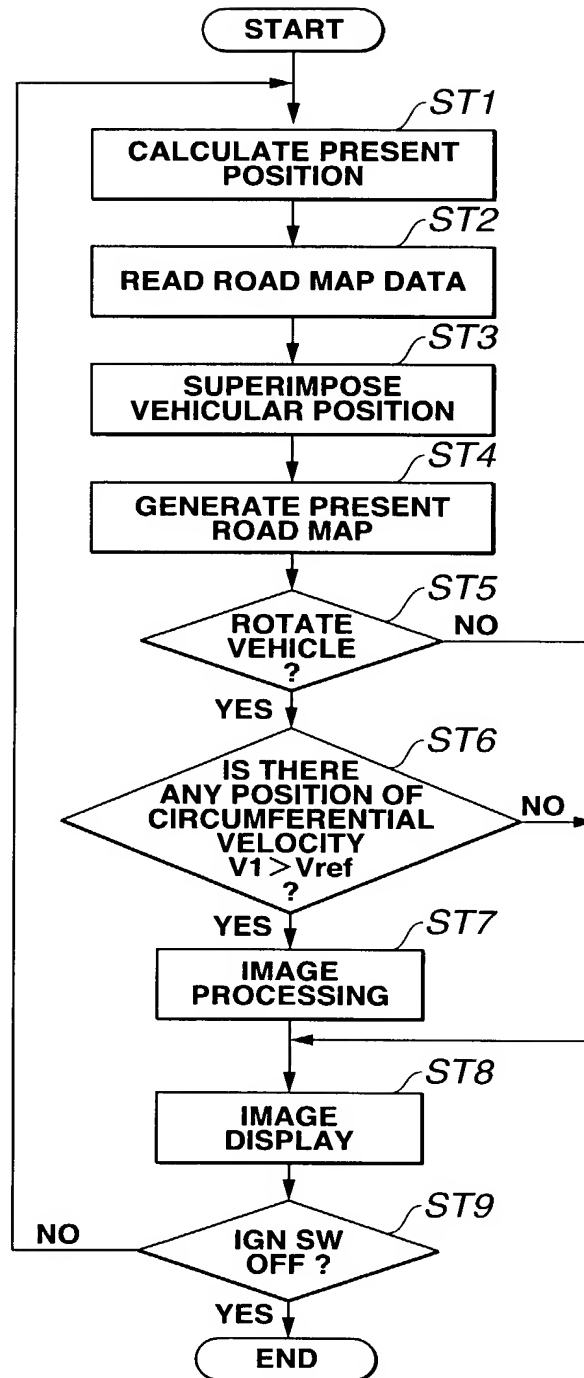 START
ST1
CALCULATE PRESENT
POSITION
ST2
READ ROAD MAP DATA
ST3
SUPERIMPOSE
VEHICULAR POSITION
ST4
GENERATE PRESENT
ROAD MAP
ST5
ROTATE
VEHICLE
?
NO
YES
ST6
IS THERE
ANY POSITION OF
CIRCUMFERENTIAL
VELOCITY
V1>Vref
?
NO
YES
ST7
IMAGE
PROCESSING
ST8
IMAGE
DISPLAY
ST9
NO
IGN SW
OFF ?
YES
END